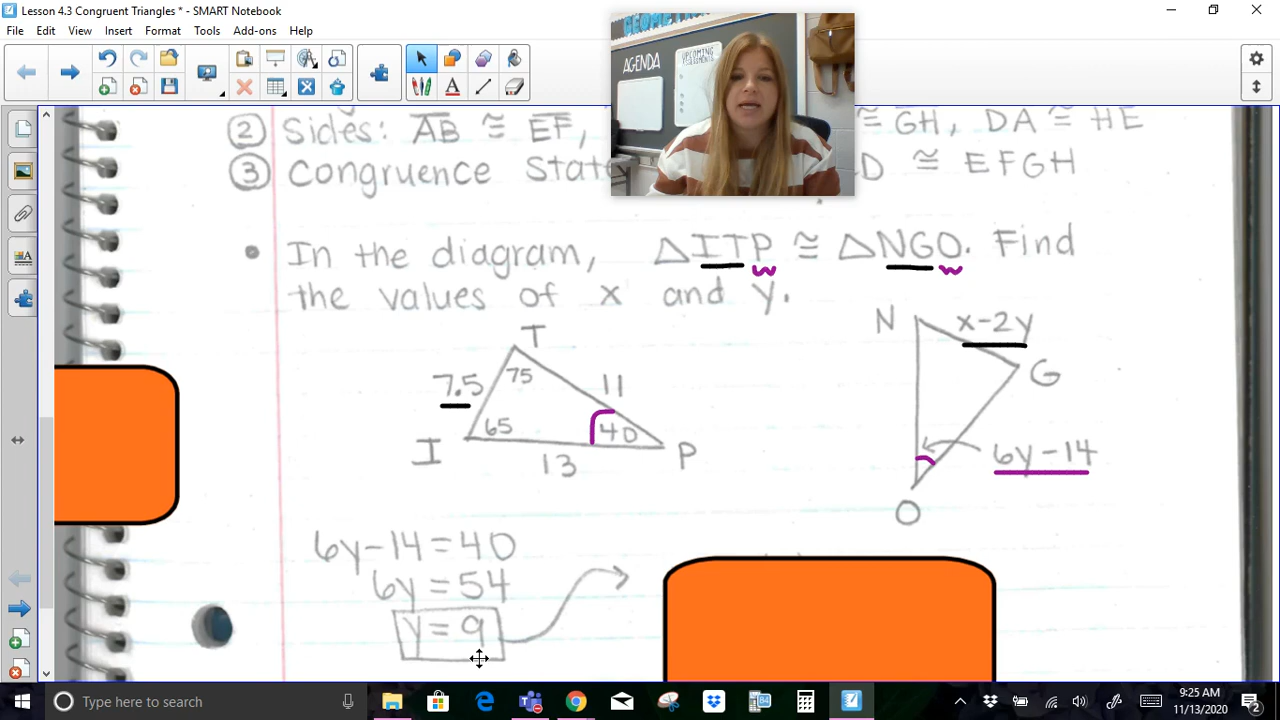 Lesson 4.3 Congruent Triangles * - SMART Notebook
File Edit View Insert Format Tools Add-ons Help
AGENDA
UPCOMING
② Sides: AB ≅ EF, ≅ GH, DA ≅ HE
③ Congruence State D ≅ EFGH
• In the diagram, △ITP ≅ △NGO. Find
the values of x and y.
T
75
7.5
11
65
40
I
13
P
N
x-2y
G
6y-14
O
6y-14=40
6y=54
y=9
Type here to search
9:25 AM
11/13/2020
2